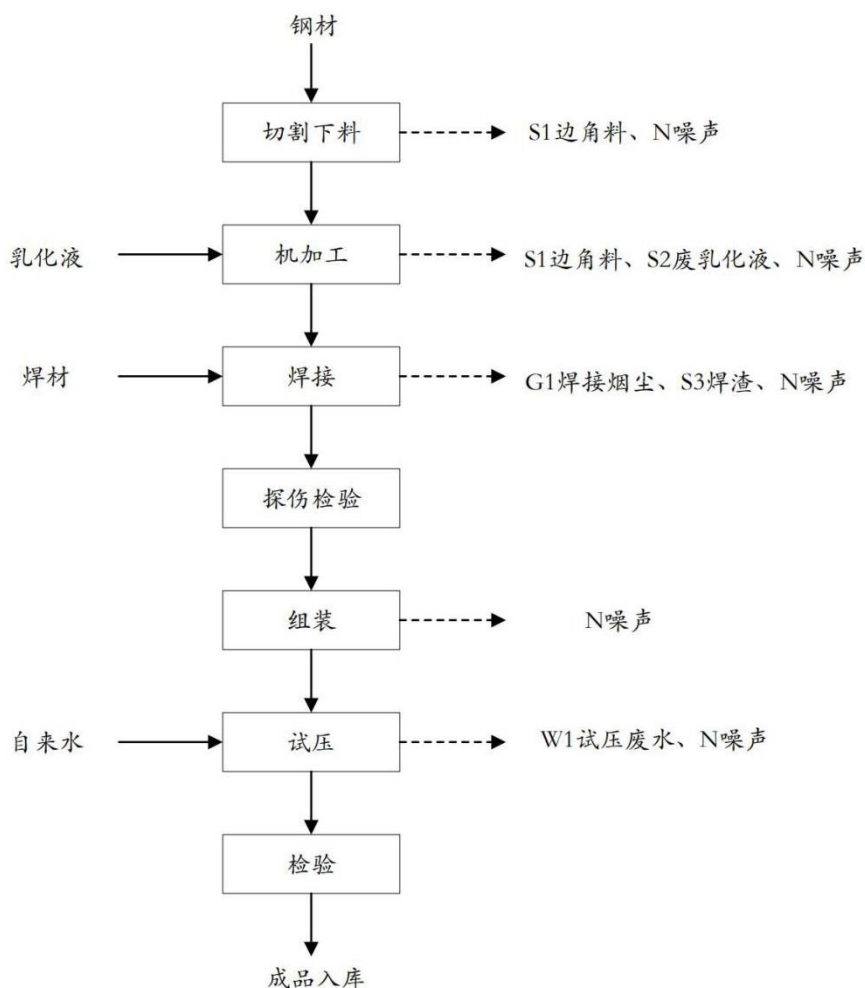 钢材
切割下料
S1边角料、N噪声
乳化液
机加工
S1边角料、S2废乳化液、N噪声
焊材
焊接
G1焊接烟尘、S3焊渣、N噪声
探伤检验
组装
N噪声
自来水
试压
W1试压废水、N噪声
检验
成品入库